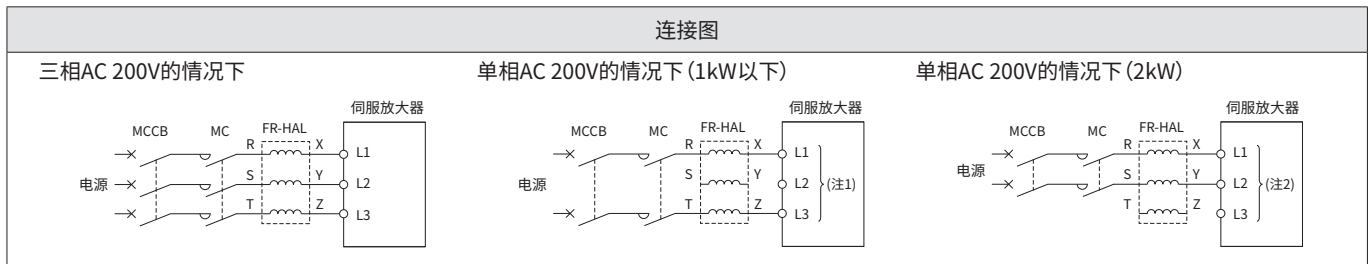 连接图
三相AC 200V的情况下
单相AC 200V的情况下（1kW以下）
单相AC 200V的情况下（2kW）
伺服放大器
MCCB MC FR-HAL
R X L1
电源 S Y L2
T Z L3
伺服放大器
MCCB MC FR-HAL
R X L1
电源 S Y L2 (注1)
T Z L3
伺服放大器
MCCB MC FR-HAL
R X L1
电源 S Y L2 (注2)
T Z L3